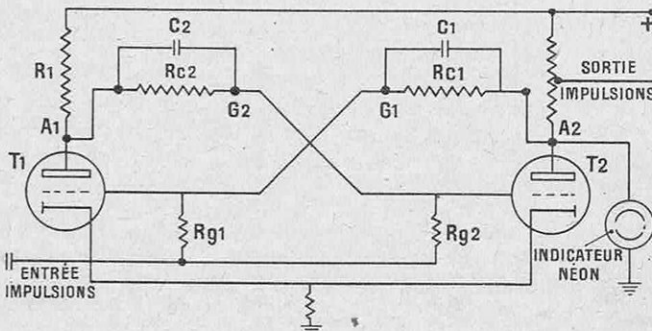 C2
C1
+
R1
Rc2
Rc1
SORTIE
IMPULSIONS
G2
G1
A1
A2
T1
T2
Rg1
Rg2
ENTRÉE
IMPULSIONS
INDICATEUR
NÉON